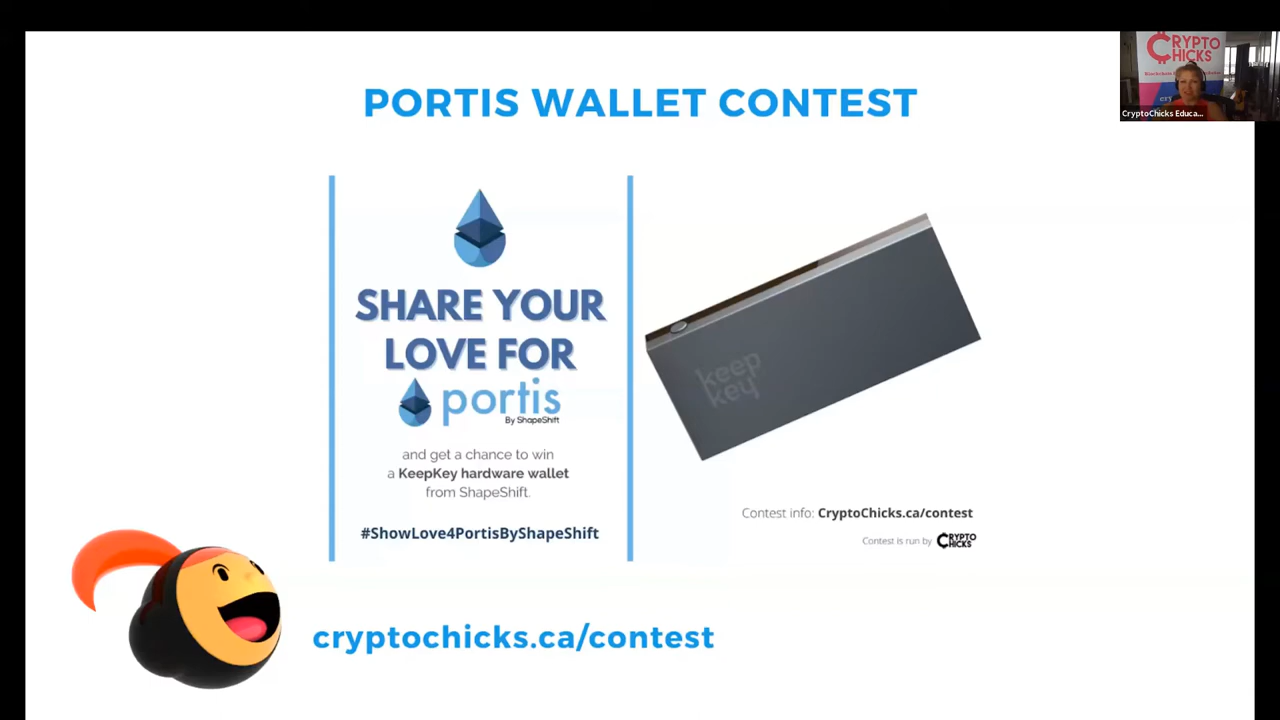 PORTIS WALLET CONTEST
CRYPTO
CHICKS
CryptoChicks Educa...
SHARE YOUR
LOVE FOR
portis
By ShapeShift
and get a chance to win
a KeepKey hardware wallet
from ShapeShift.
#ShowLove4PortisByShapeShift
keep
key
Contest info: CryptoChicks.ca/contest
Contest is run by CRYPTO
CHICKS
cryptochicks.ca/contest